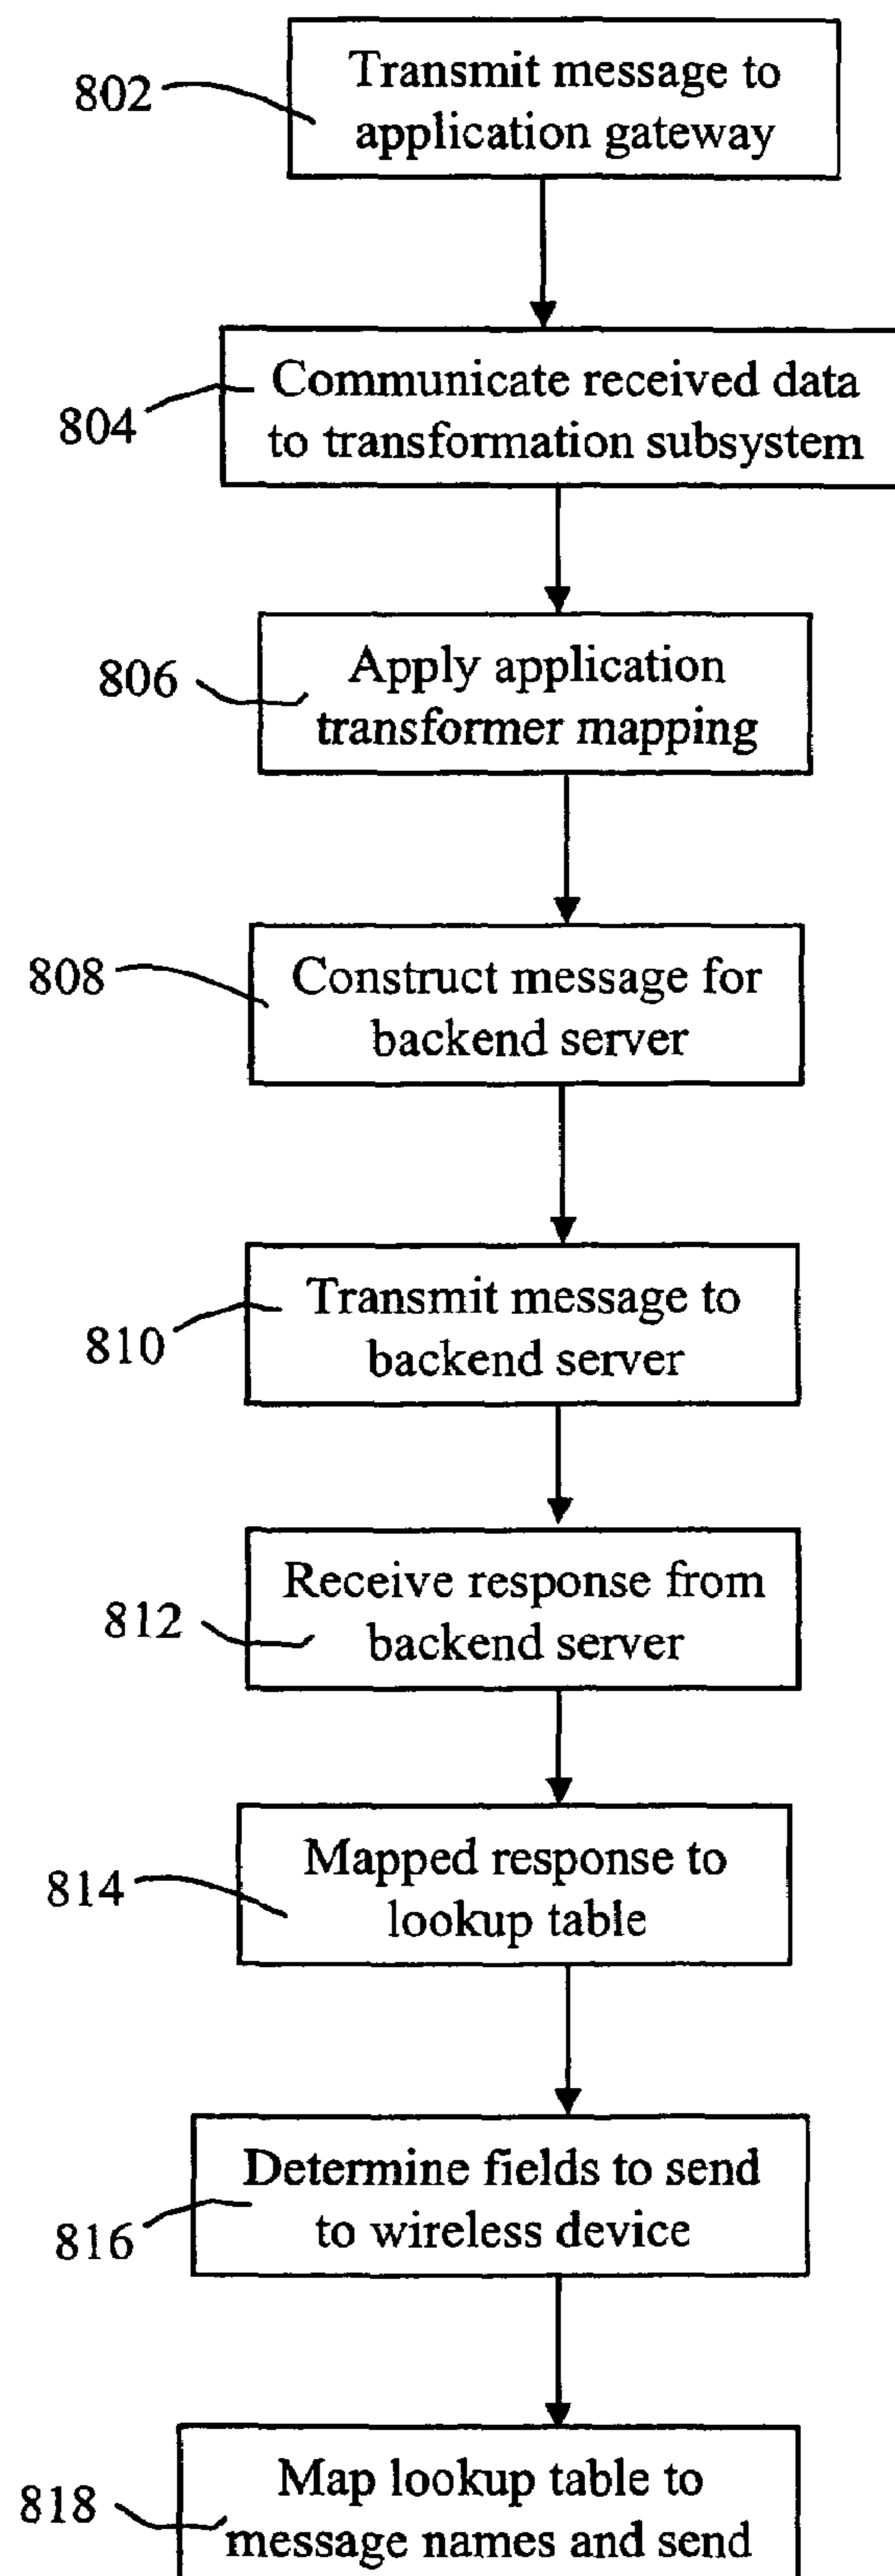 802
Transmit message to
application gateway
804
Communicate received data
to transformation subsystem
806
Apply application
transformer mapping
808
Construct message for
backend server
810
Transmit message to
backend server
812
Receive response from
backend server
814
Mapped response to
lookup table
816
Determine fields to send
to wireless device
818
Map lookup table to
message names and send